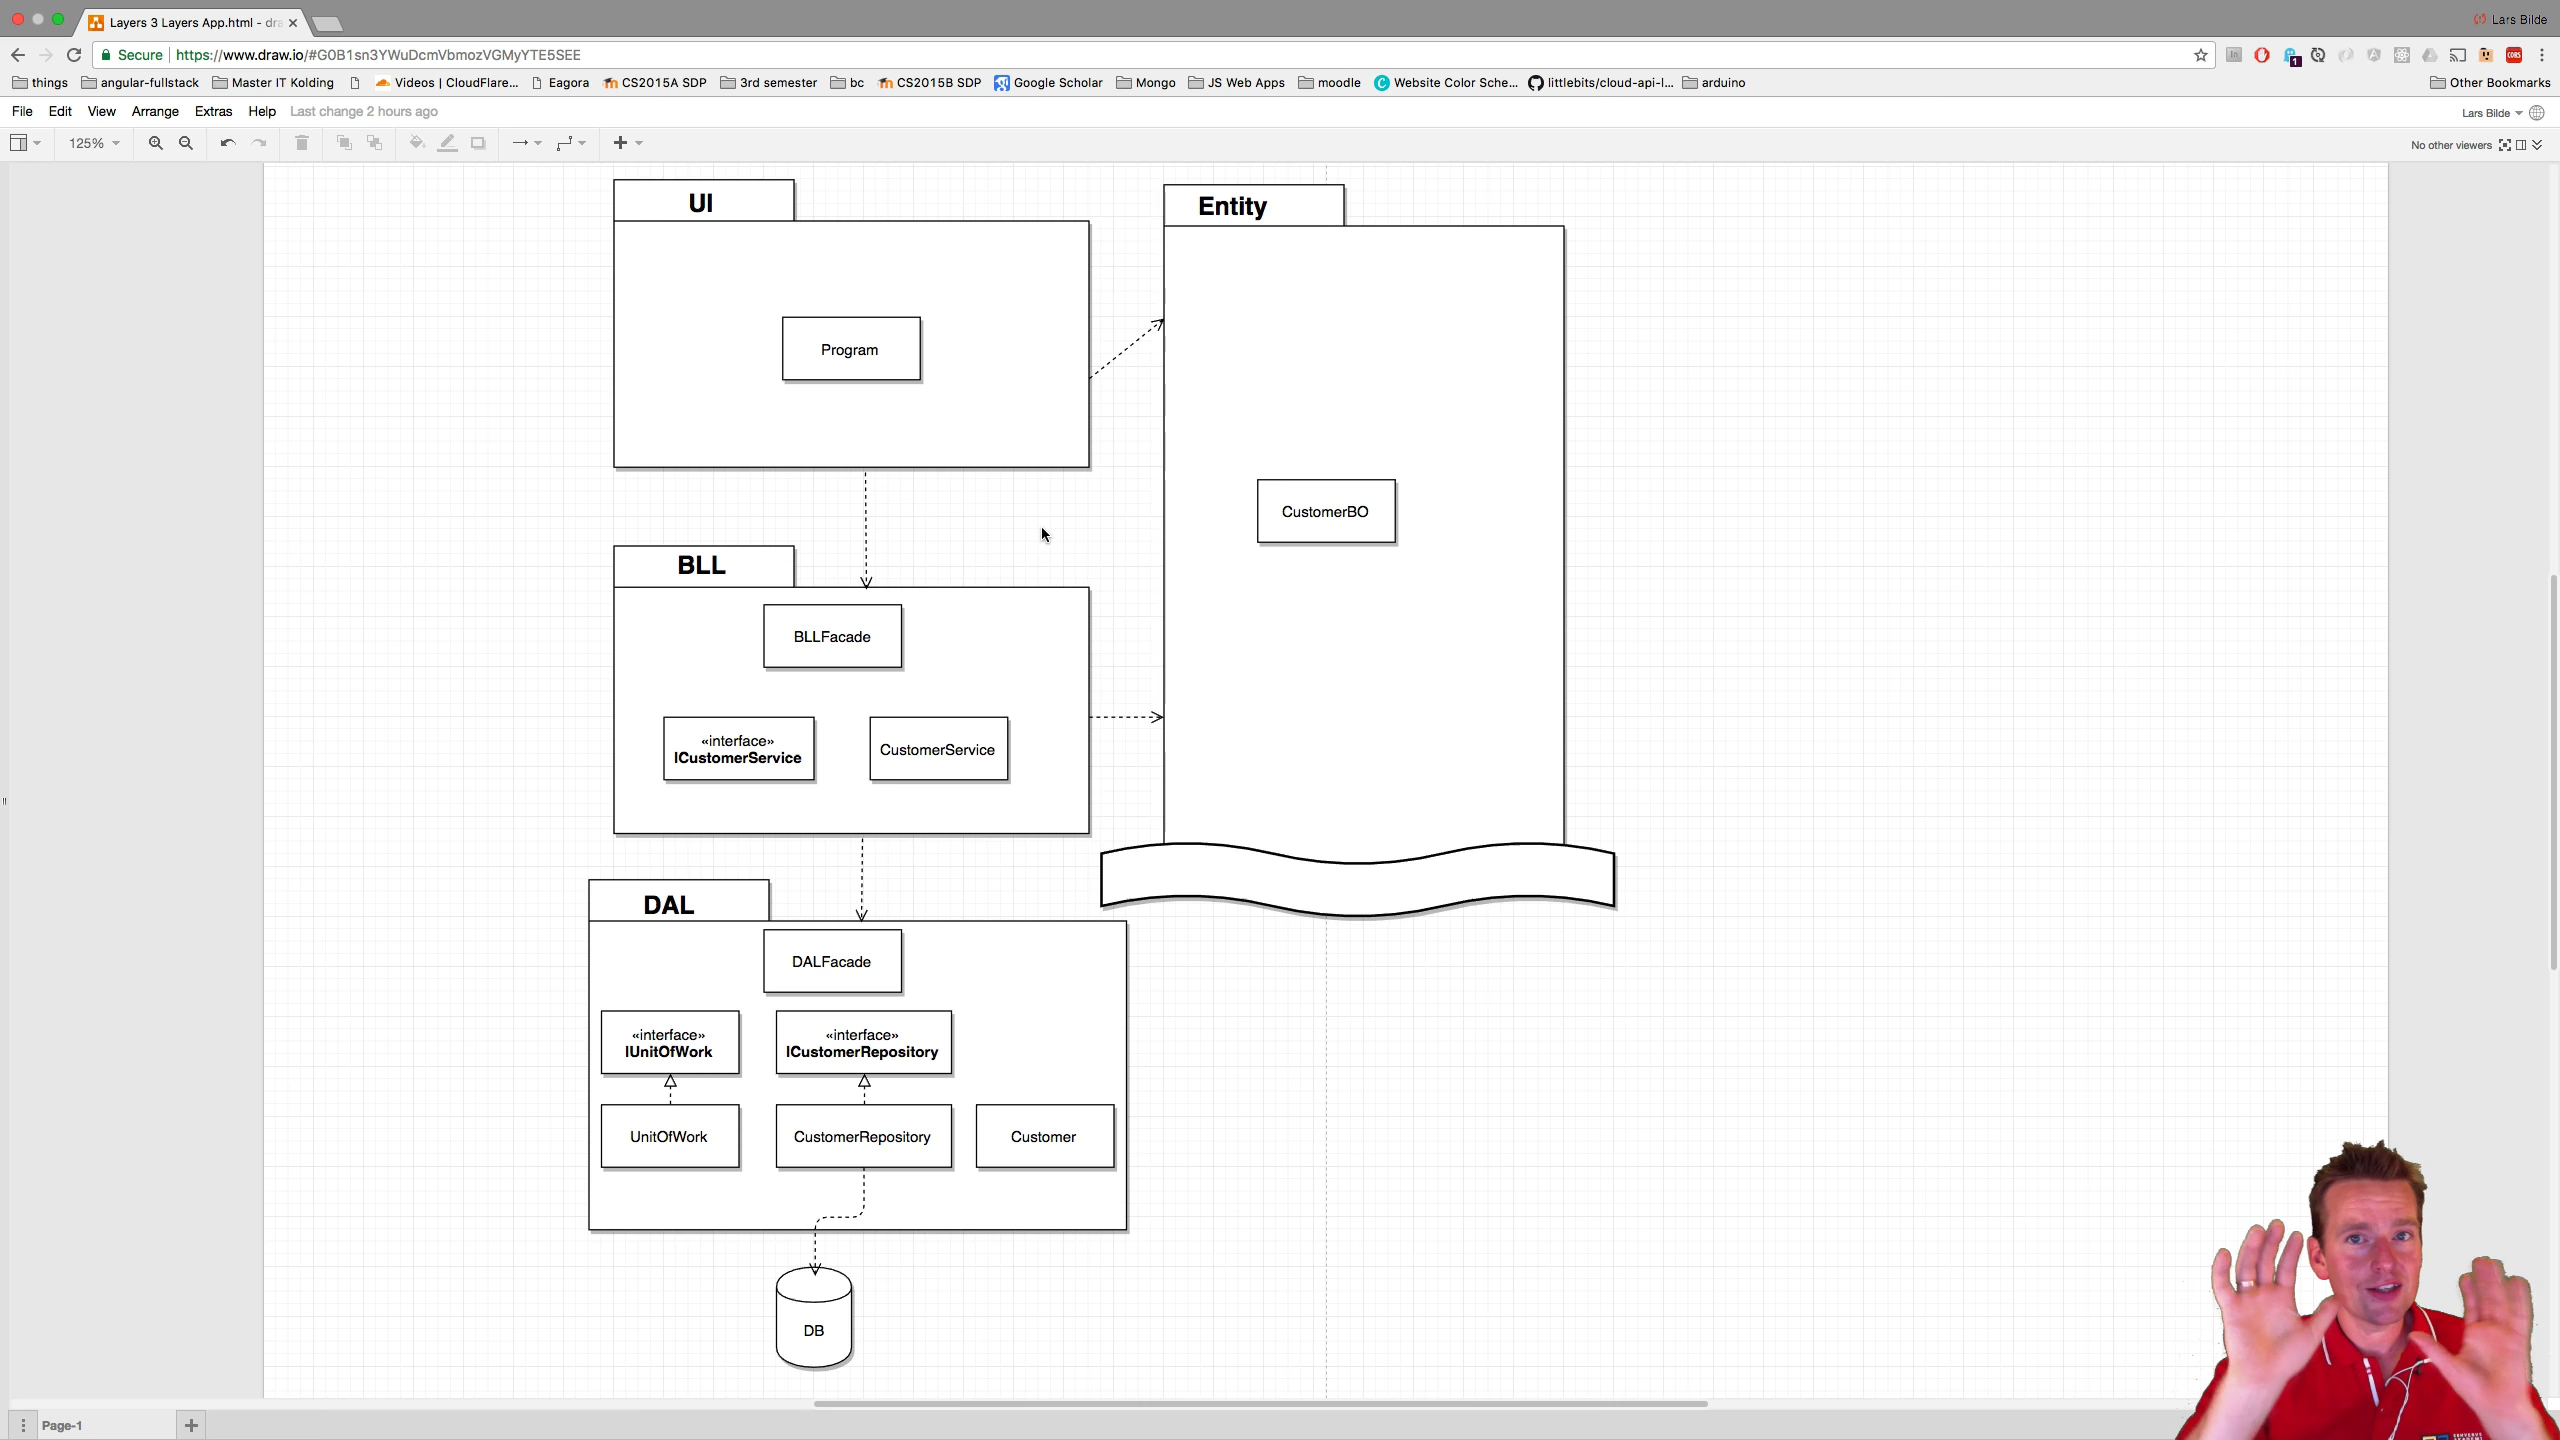 Layers 3 Layers App.html - dra
Lars Bilde
Secure https://www.draw.io/#G0B1sn3YWuDcmVbmozVGMyYTE5SEE
1
CORS
things angular-fullstack Master IT Kolding Videos | CloudFlare... Eagora CS2015A SDP 3rd semester bc CS2015B SDP Google Scholar Mongo JS Web Apps moodle Website Color Sche... littlebits/cloud-api-l... arduino Other Bookmarks
File Edit View Arrange Extras Help Last change 2 hours ago Lars Bilde
125% No other viewers
UI
Entity
Program
CustomerBO
BLL
BLLFacade
«interface»
ICustomerService
CustomerService
DAL
DALFacade
«interface»
IUnitOfWork
«interface»
ICustomerRepository
UnitOfWork
CustomerRepository
Customer
DB
Page-1